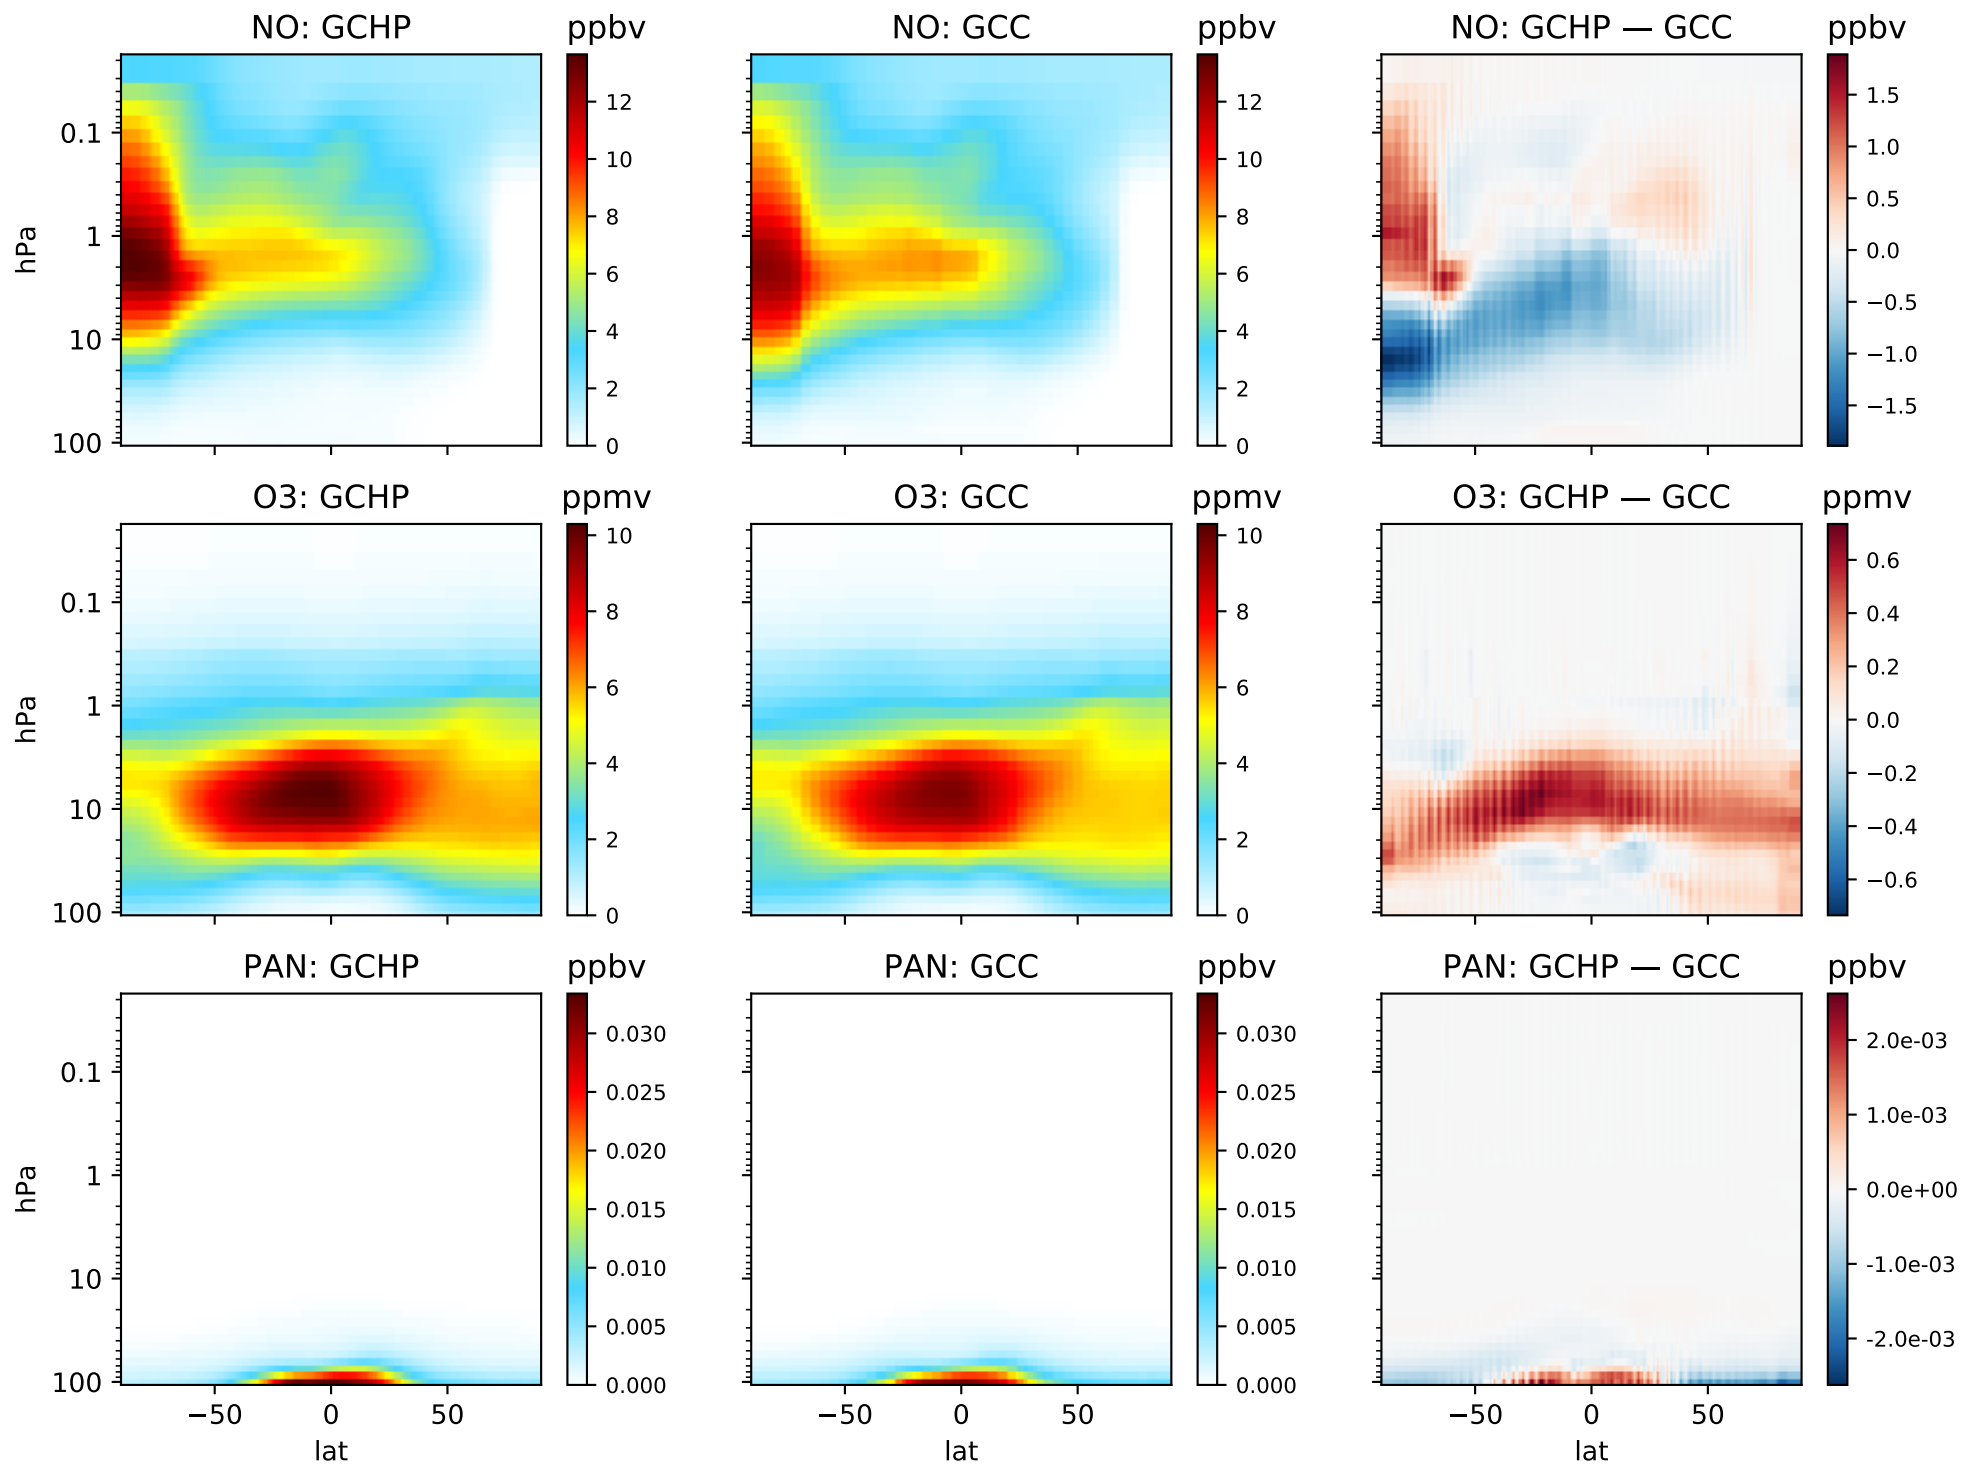 NO: GCHP
ppbv
NO: GCC
ppbv
NO: GCHP — GCC
ppbv
hPa
0.1
1
10
100
12
10
8
6
4
2
0
12
10
8
6
4
2
0
1.5
1.0
0.5
0.0
−0.5
−1.0
−1.5
O3: GCHP
ppmv
O3: GCC
ppmv
O3: GCHP — GCC
ppmv
hPa
0.1
1
10
100
10
8
6
4
2
0
10
8
6
4
2
0
0.6
0.4
0.2
0.0
−0.2
−0.4
−0.6
PAN: GCHP
ppbv
PAN: GCC
ppbv
PAN: GCHP — GCC
ppbv
hPa
0.1
1
10
100
0.030
0.025
0.020
0.015
0.010
0.005
0.000
0.030
0.025
0.020
0.015
0.010
0.005
0.000
2.0e-03
1.0e-03
0.0e+00
-1.0e-03
-2.0e-03
−50 0 50
−50 0 50
−50 0 50
lat
lat
lat